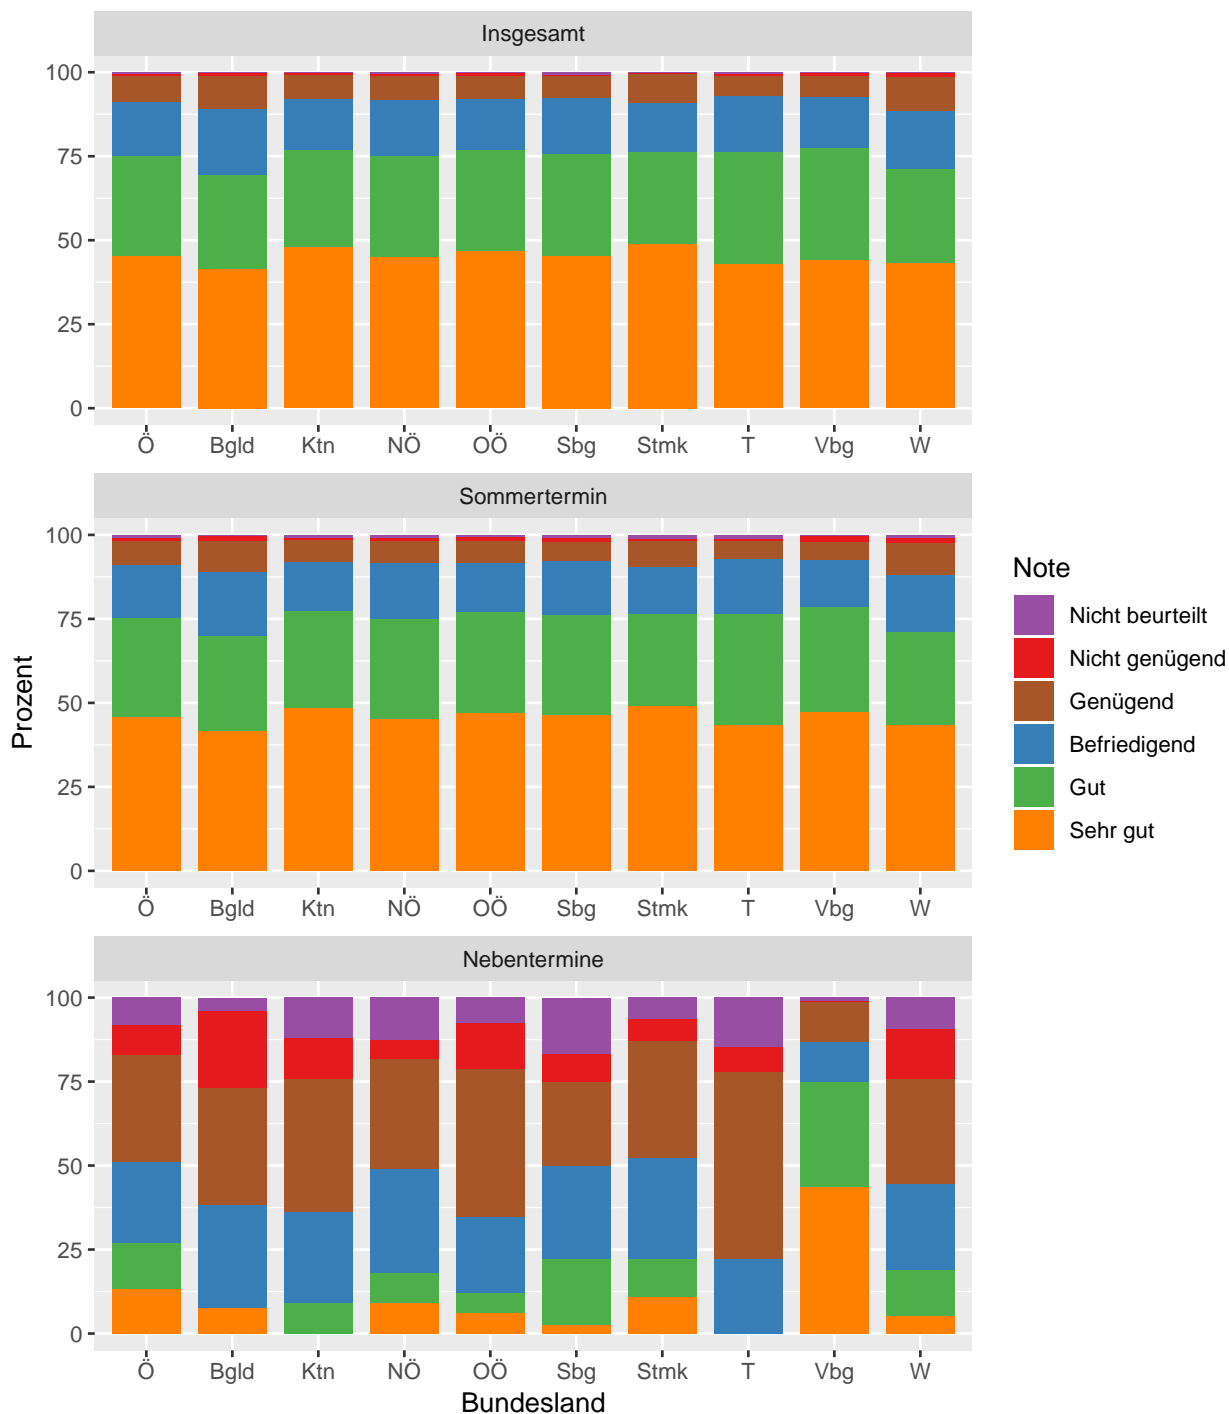 Insgesamt
100
75
50
25
0
Ö Bgld Ktn NÖ OÖ Sbg Stmk T Vbg W
Sommertermin
100
75
50
25
0
Ö Bgld Ktn NÖ OÖ Sbg Stmk T Vbg W
Nebentermine
100
75
50
25
0
Ö Bgld Ktn NÖ OÖ Sbg Stmk T Vbg W
Bundesland
Prozent
Note
Nicht beurteilt
Nicht genügend
Genügend
Befriedigend
Gut
Sehr gut